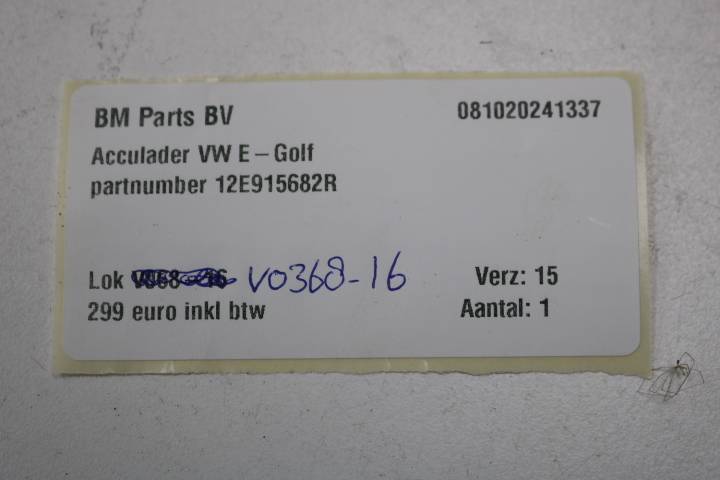 BM Parts BV 081020241337
Acculader VW E – Golf
partnumber 12E915682R
Lok V0368-16 Verz: 15
299 euro inkl btw Aantal: 1